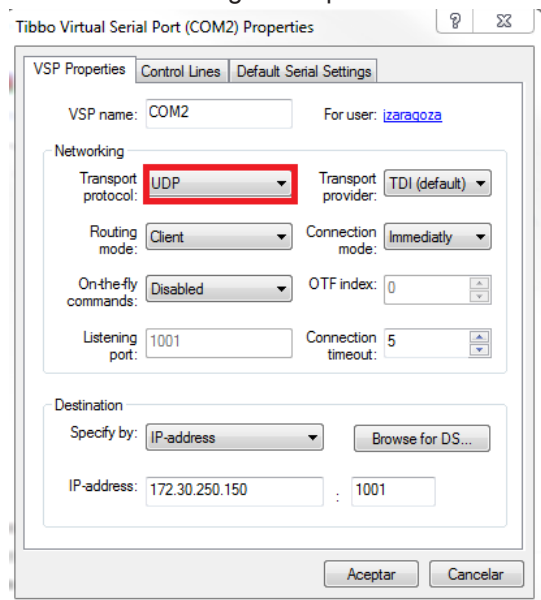 Tibbo Virtual Serial Port (COM2) Properties
VSP Properties Control Lines Default Serial Settings
VSP name: COM2 For user: izaragoza
Networking
Transport protocol: UDP Transport provider: TDI (default)
Routing mode: Client Connection mode: Immediatly
On-the-fly commands: Disabled OTF index: 0
Listening port: 1001 Connection timeout: 5
Destination
Specify by: IP-address Browse for DS...
IP-address: 172.30.250.150 : 1001
Aceptar Cancelar